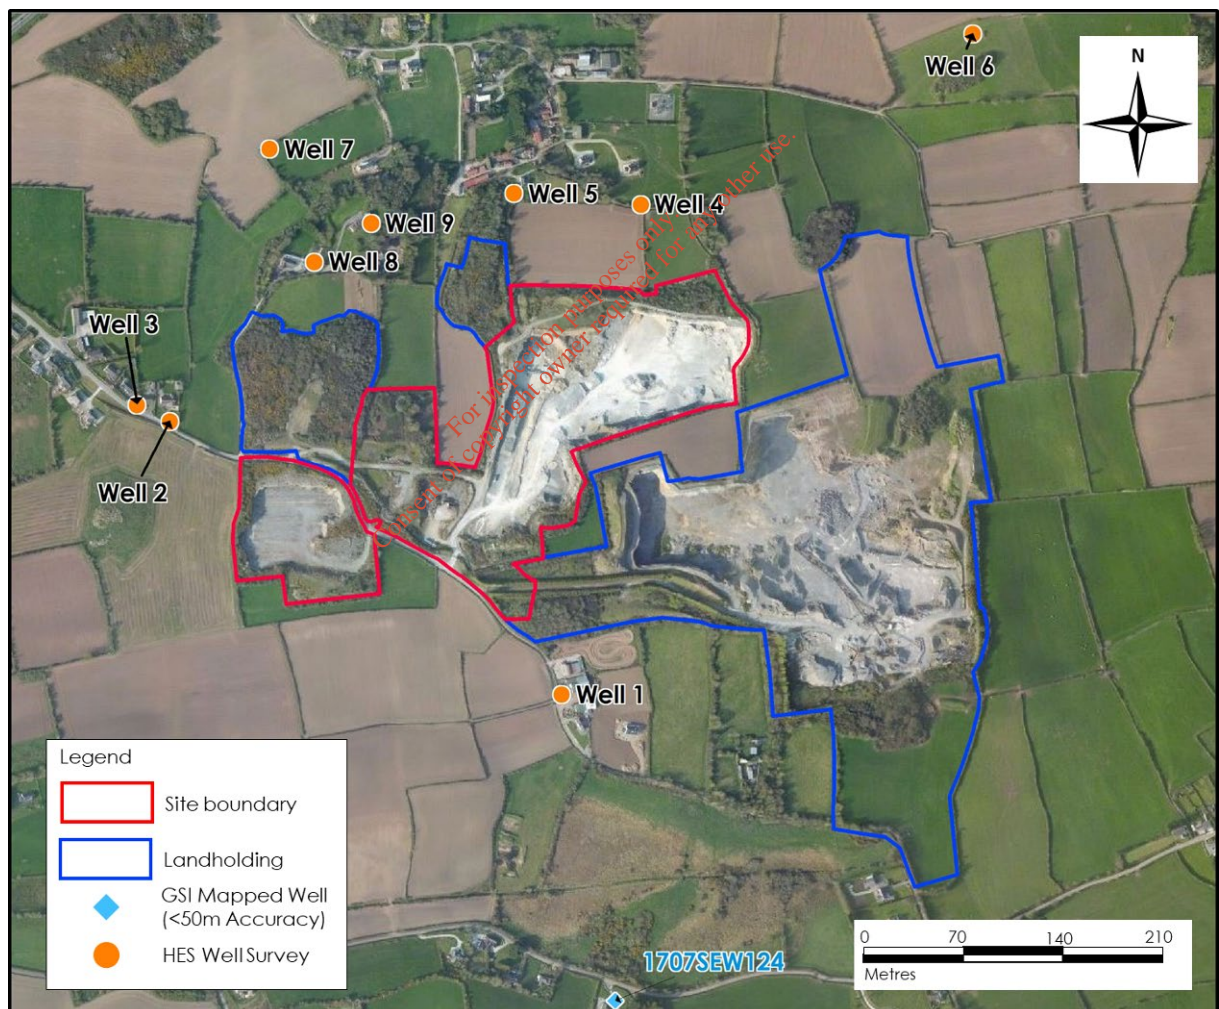 Well 6
N
Well 7
Well 5
Well 4
Well 9
Well 8
Well 3
Well 2
For inspection purposes only.
Consent of copyright owner required for any other use.
Well 1
Legend
Site boundary
Landholding
GSI Mapped Well
(<50m Accuracy)
HES Well Survey
1707SEW124
0 70 140 210
Metres